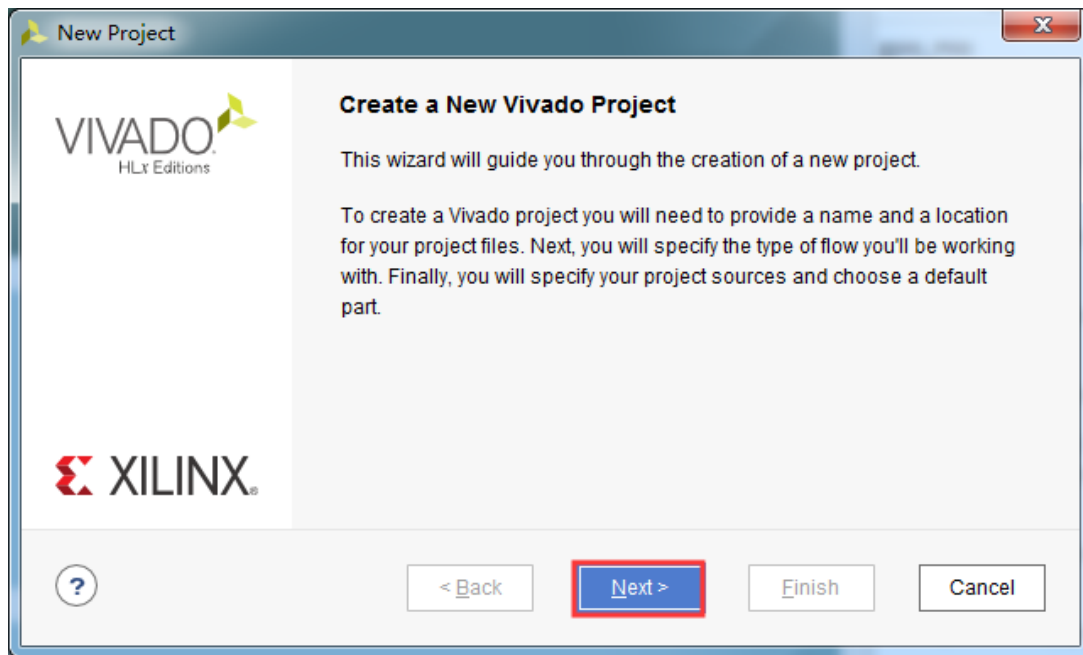 New Project
VIVADO
HLx Editions
Create a New Vivado Project
This wizard will guide you through the creation of a new project.
To create a Vivado project you will need to provide a name and a location
for your project files. Next, you will specify the type of flow you'll be working
with. Finally, you will specify your project sources and choose a default
part.
XILINX®
?
< Back
Next >
Finish
Cancel